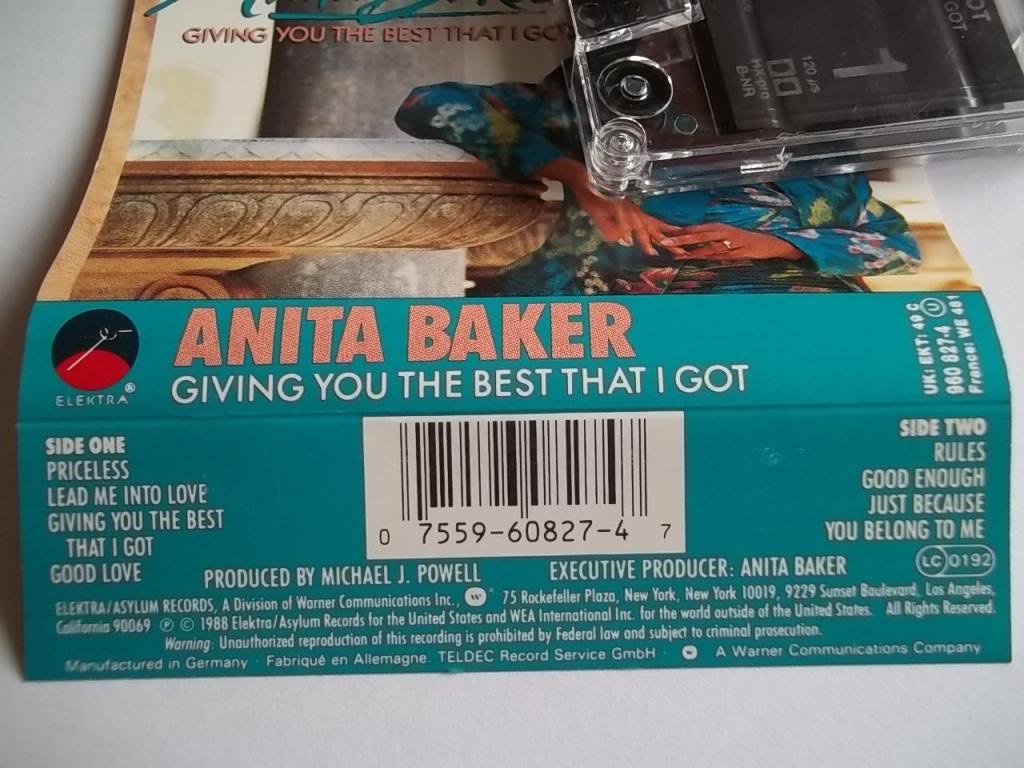 GIVING YOU THE BEST THAT I GO
OT
GOT
1
120 µs
DD
HX PRO
B NR
ELEKTRA®
ANITA BAKER
GIVING YOU THE BEST THAT I GOT
UK: EKT: 49 C
960 827-4 U
France: WE 481
SIDE ONE
PRICELESS
LEAD ME INTO LOVE
GIVING YOU THE BEST
THAT I GOT
GOOD LOVE
0 7559-60827-4 7
SIDE TWO
RULES
GOOD ENOUGH
JUST BECAUSE
YOU BELONG TO ME
LC 0192
PRODUCED BY MICHAEL J. POWELL
EXECUTIVE PRODUCER: ANITA BAKER
ELEKTRA/ASYLUM RECORDS, A Division of Warner Communications Inc., W ® 75 Rockefeller Plaza, New York, New York 10019, 9229 Sunset Boulevard, Los Angeles,
California 90069 ℗ © 1988 Elektra/Asylum Records for the United States and WEA International Inc. for the world outside of the United States. All Rights Reserved.
Warning: Unauthorized reproduction of this recording is prohibited by Federal law and subject to criminal prosecution.
Manufactured in Germany · Fabriqué en Allemagne. TELDEC Record Service GmbH · W A Warner Communications Company